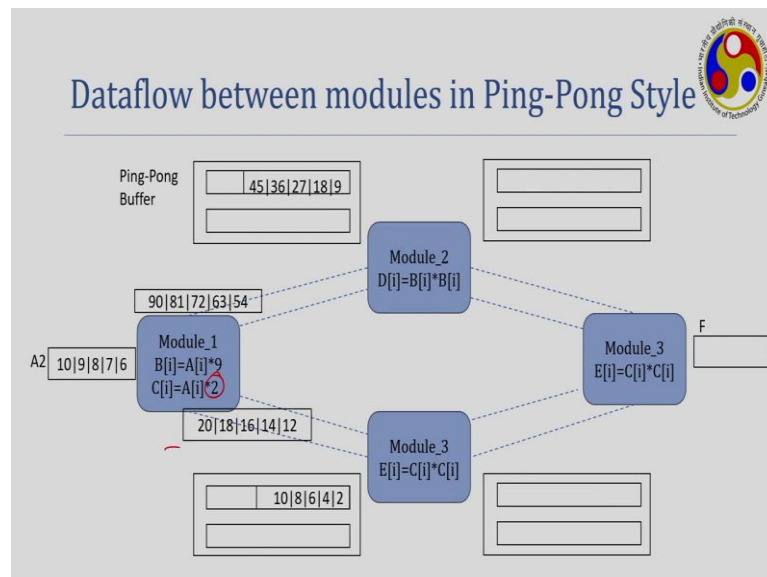 Dataflow between modules in Ping-Pong Style
Ping-Pong
Buffer
45|36|27|18|9
Module_2
D[i]=B[i]*B[i]
90|81|72|63|54
Module_1
B[i]=A[i]*9
C[i]=A[i]*2
A2
10|9|8|7|6
F
Module_3
E[i]=C[i]*C[i]
20|18|16|14|12
Module_3
E[i]=C[i]*C[i]
10|8|6|4|2